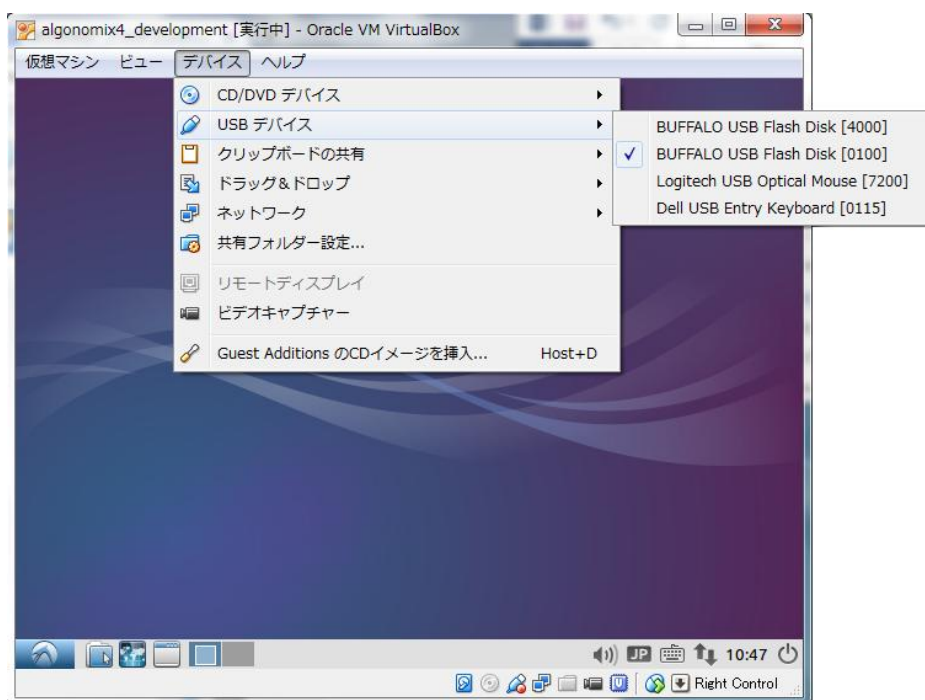 algonomix4_development [実行中] - Oracle VM VirtualBox
仮想マシン ビュー デバイス ヘルプ
CD/DVD デバイス
USB デバイス
クリップボードの共有
ドラッグ&ドロップ
ネットワーク
共有フォルダー設定...
リモートディスプレイ
ビデオキャプチャー
Guest Additions のCDイメージを挿入... Host+D
BUFFALO USB Flash Disk [4000]
BUFFALO USB Flash Disk [0100]
Logitech USB Optical Mouse [7200]
Dell USB Entry Keyboard [0115]
JP 10:47
Right Control